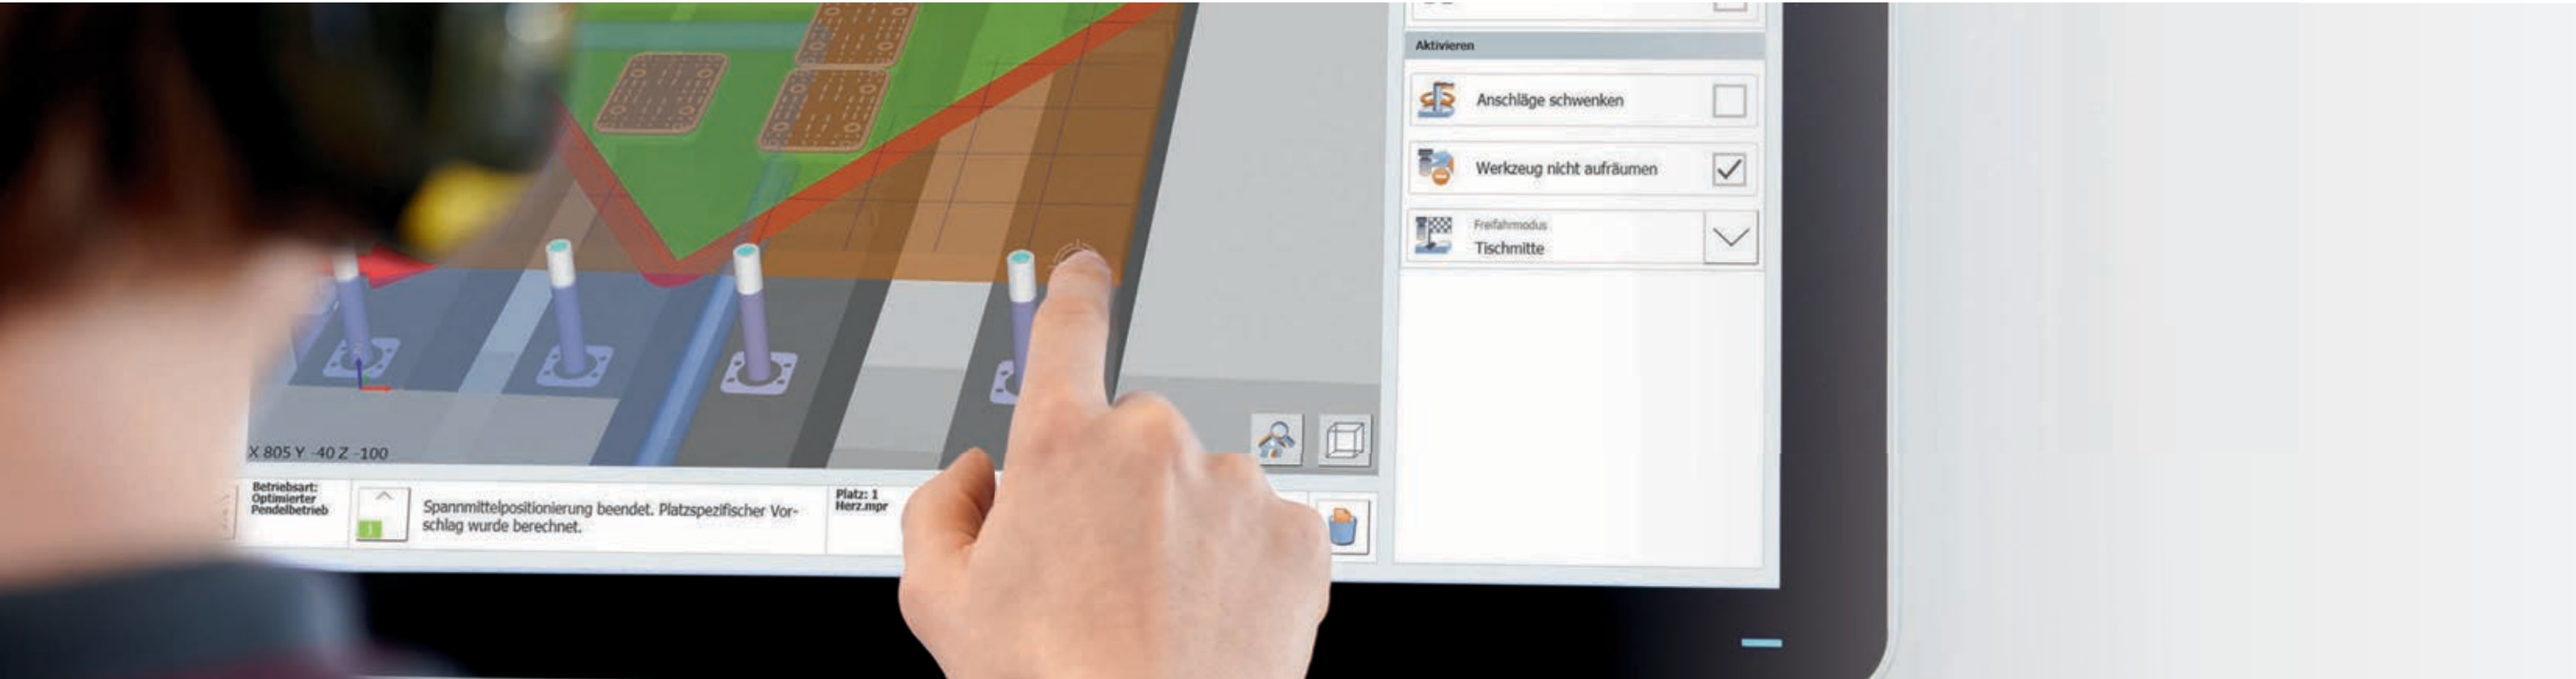 Aktivieren
Anschläge schwenken
Werkzeug nicht aufräumen
Freifahrmodus
Tischmitte
X 805 Y -40 Z -100
Betriebsart:
Optimierter
Pendelbetrieb
Spannmittelpositionierung beendet. Platzspezifischer Vor-
schlag wurde berechnet.
Platz: 1
Herz.mpr